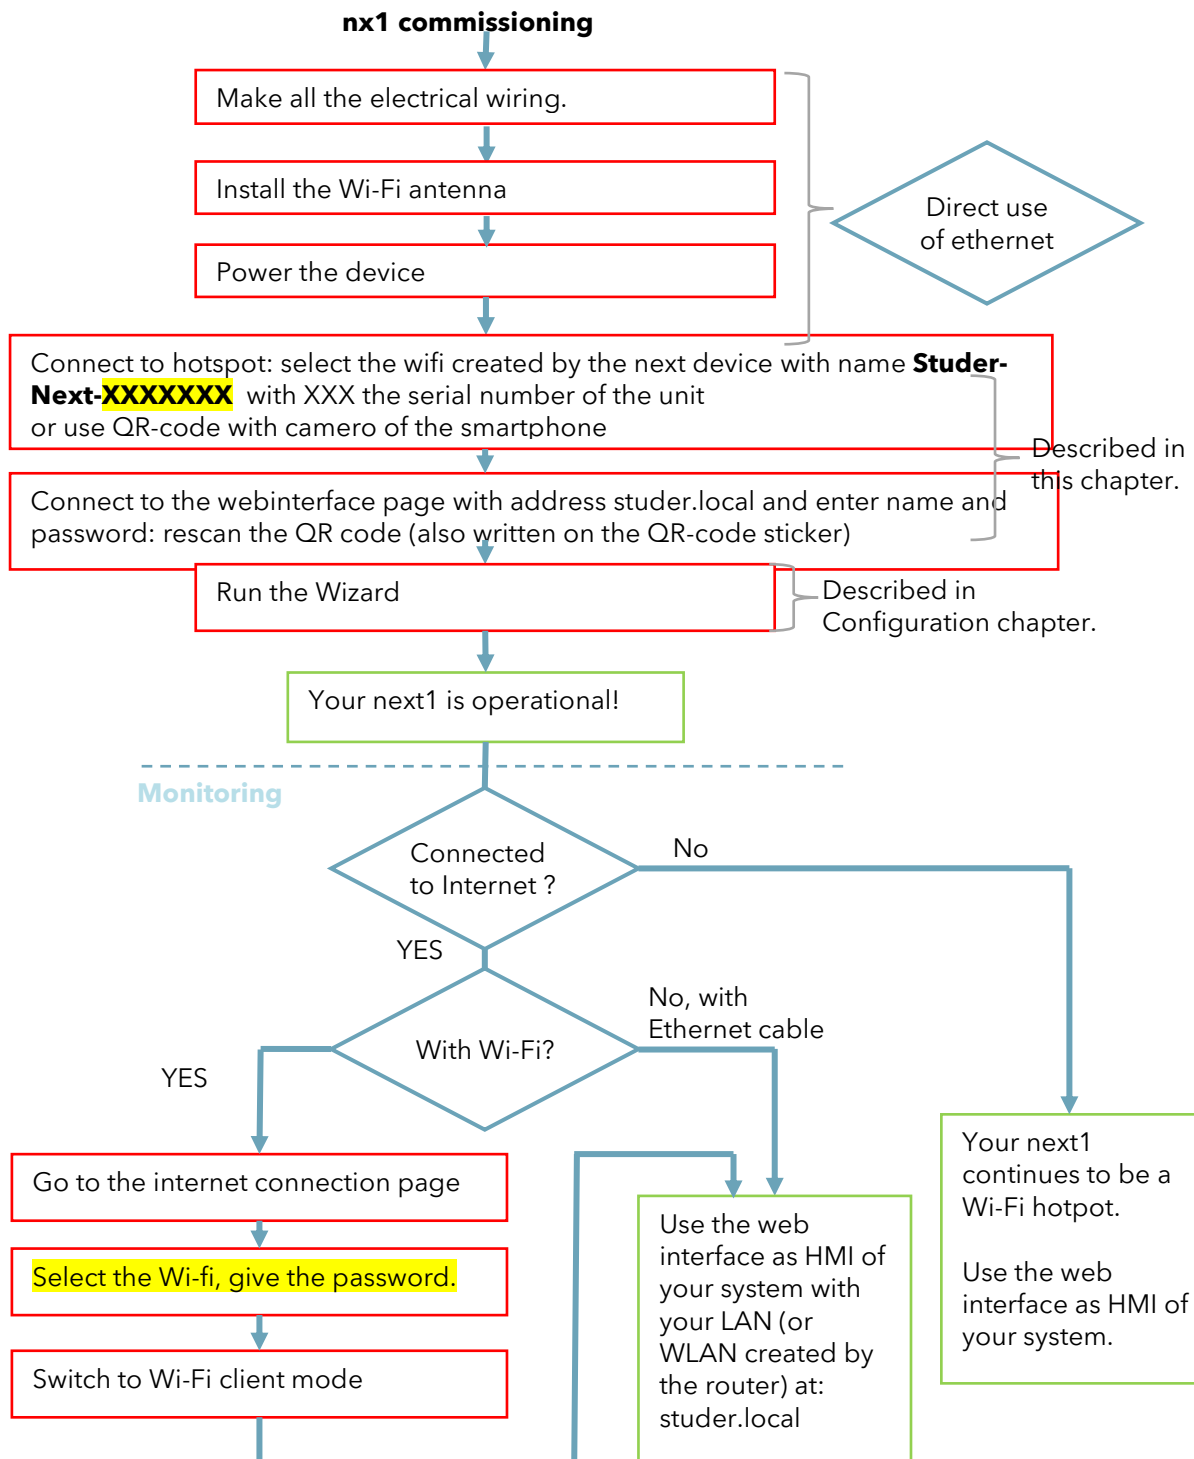 nx1 commissioning
Make all the electrical wiring.
Install the Wi-Fi antenna
Power the device
Direct use
of ethernet
Connect to hotspot: select the wifi created by the next device with name Studer-
Next-XXXXXXX with XXX the serial number of the unit
or use QR-code with camero of the smartphone
Connect to the webinterface page with address studer.local and enter name and
password: rescan the QR code (also written on the QR-code sticker)
Described in
this chapter.
Run the Wizard
Described in
Configuration chapter.
Your next1 is operational!
Monitoring
Connected
to Internet ?
No
YES
With Wi-Fi?
No, with
Ethernet cable
YES
Go to the internet connection page
Select the Wi-fi, give the password.
Switch to Wi-Fi client mode
Use the web
interface as HMI of
your system with
your LAN (or
WLAN created by
the router) at:
studer.local
Your next1
continues to be a
Wi-Fi hotpot.
Use the web
interface as HMI of
your system.